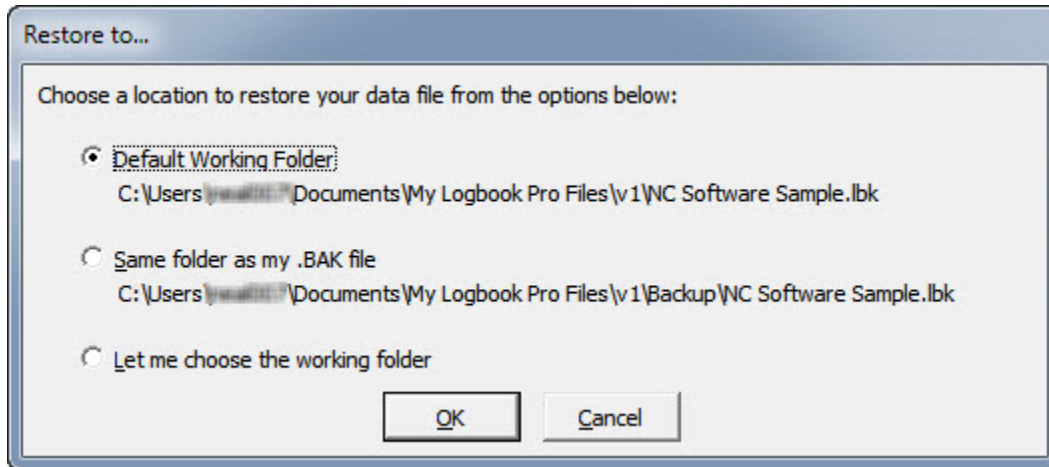 Restore to...
Choose a location to restore your data file from the options below:
Default Working Folder
C:\Users\ \Documents\My Logbook Pro Files\v1\NC Software Sample.lbk
Same folder as my .BAK file
C:\Users\ \Documents\My Logbook Pro Files\v1\Backup\NC Software Sample.lbk
Let me choose the working folder
OK Cancel